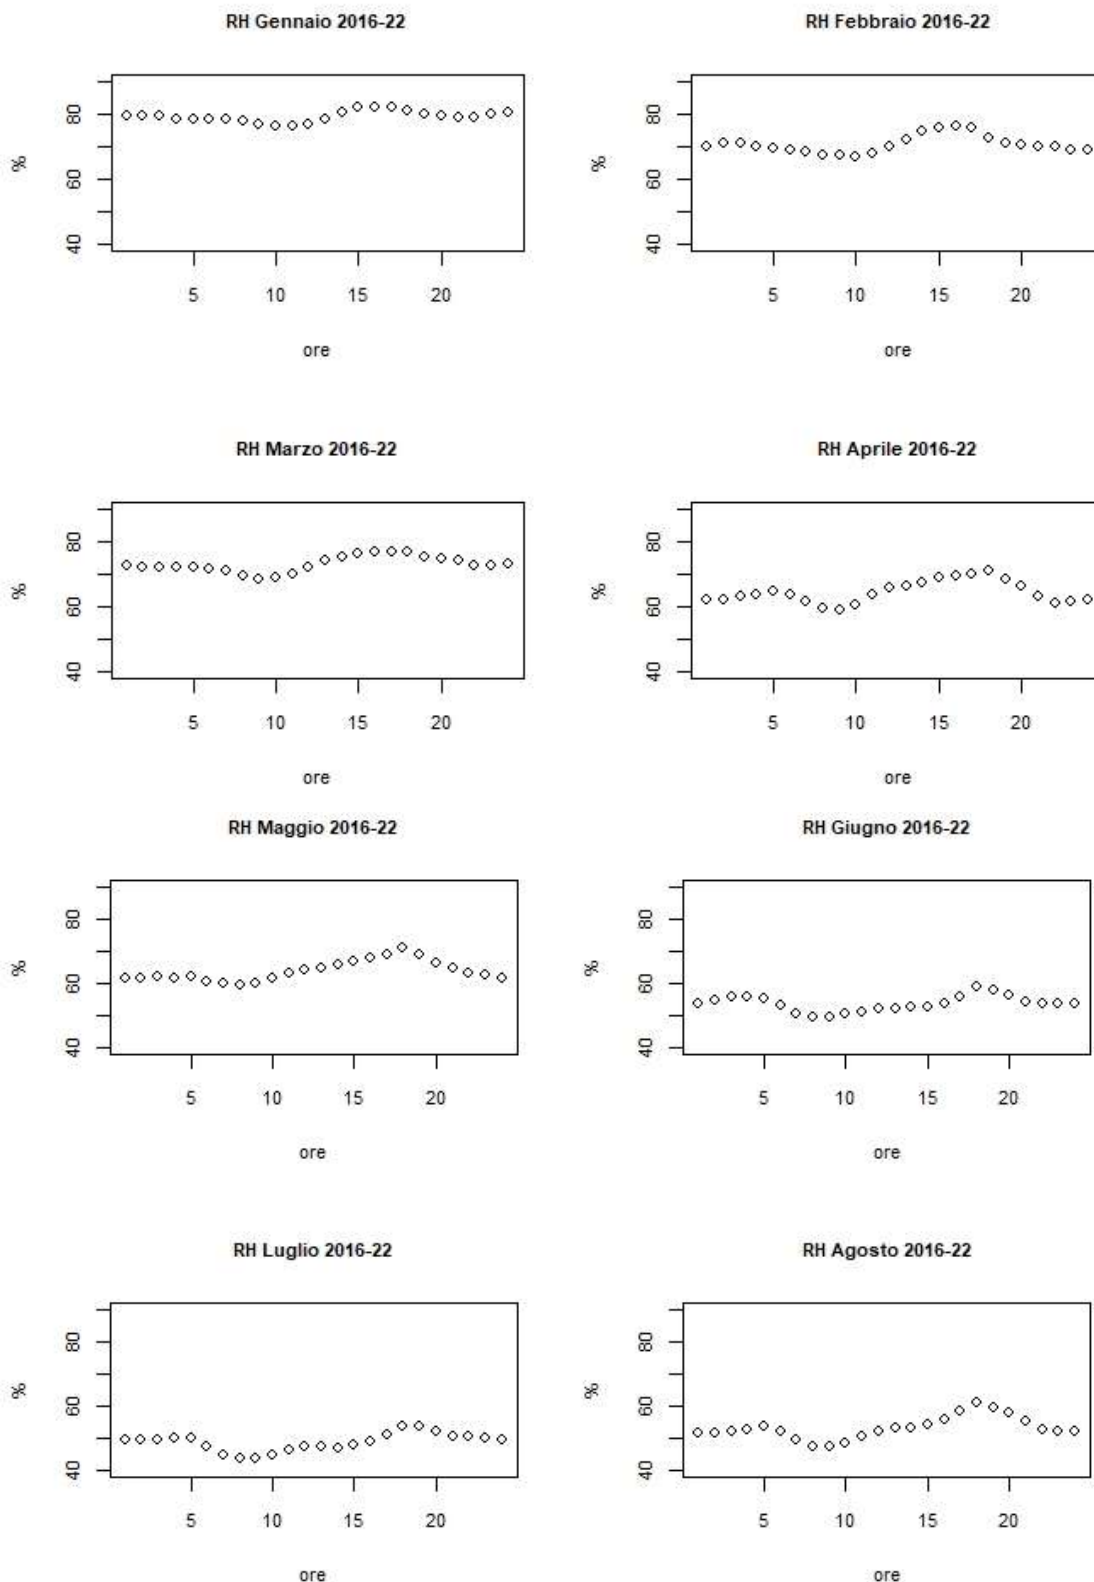 RH Gennaio 2016-22
%
80
60
40
5 10 15 20
ore
RH Febbraio 2016-22
%
80
60
40
5 10 15 20
ore
RH Marzo 2016-22
%
80
60
40
5 10 15 20
ore
RH Aprile 2016-22
%
80
60
40
5 10 15 20
ore
RH Maggio 2016-22
%
80
60
40
5 10 15 20
ore
RH Giugno 2016-22
%
80
60
40
5 10 15 20
ore
RH Luglio 2016-22
%
80
60
40
5 10 15 20
ore
RH Agosto 2016-22
%
80
60
40
5 10 15 20
ore